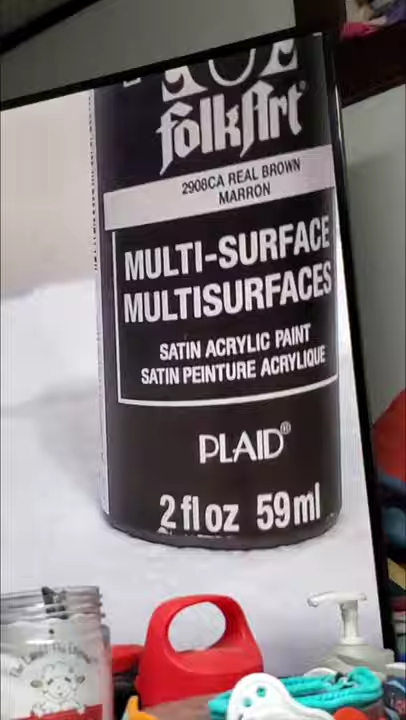 folkArt
2908CA REAL BROWN
MARRON
MULTI-SURFACE
MULTISURFACES
SATIN ACRYLIC PAINT
SATIN PEINTURE ACRYLIQUE
PLAID®
2 fl oz 59 ml